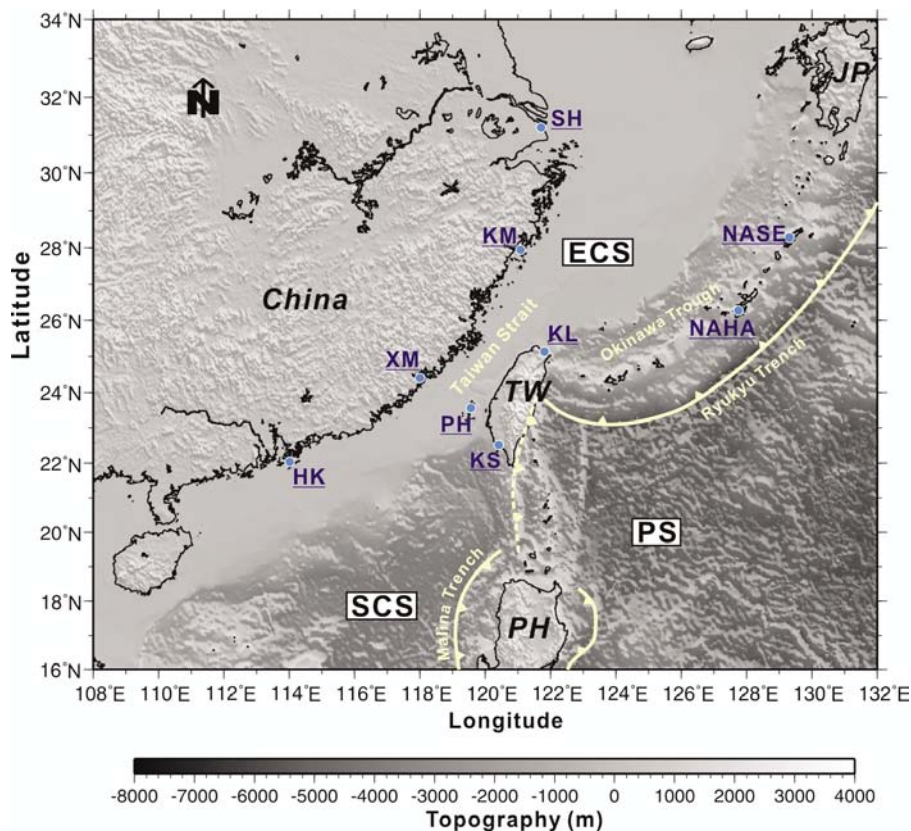 34°N
32°N
30°N
28°N
26°N
24°N
22°N
20°N
18°N
16°N
Latitude
N
JP
SH
KM
ECS
NASE
China
Taiwan Strait
Okinawa Trough
NAHA
KL
XM
TW
Ryukyu Trench
PH
KS
HK
PS
Malina Trench
SCS
PH
108°E 110°E 112°E 114°E 116°E 118°E 120°E 122°E 124°E 126°E 128°E 130°E 132°E
Longitude
-8000 -7000 -6000 -5000 -4000 -3000 -2000 -1000 0 1000 2000 3000 4000
Topography (m)